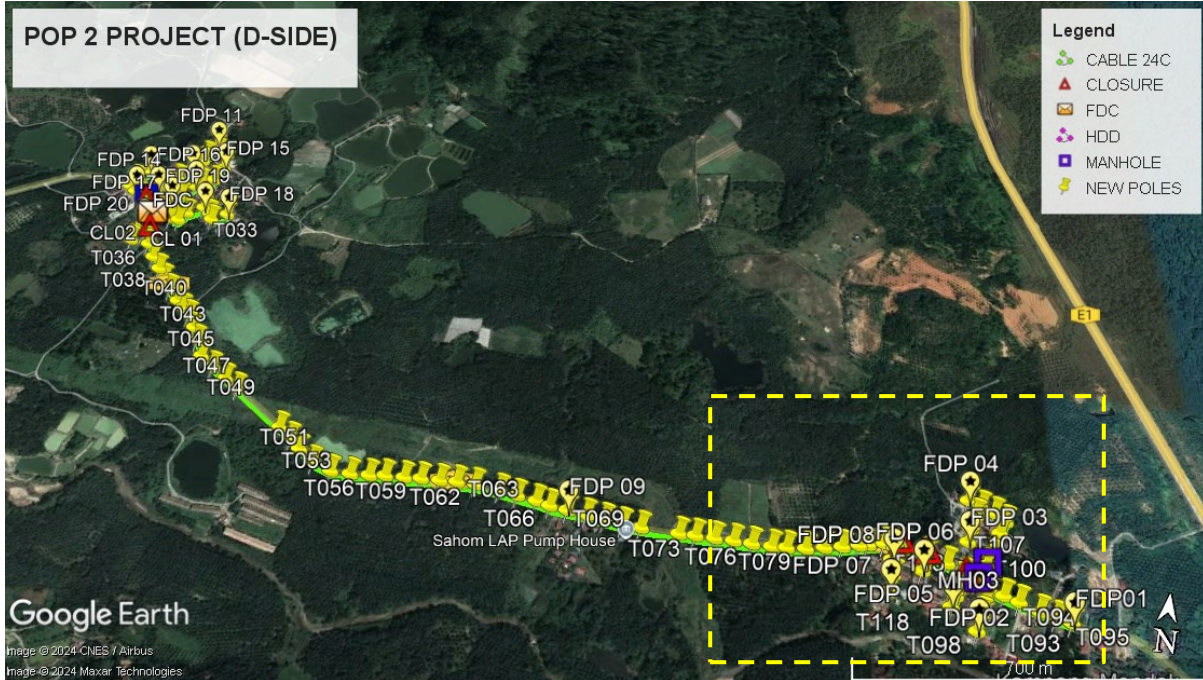 POP 2 PROJECT (D-SIDE)
Legend
CABLE 24C
CLOSURE
FDC
HDD
MANHOLE
NEW POLES
FDP 11
FDP 14
FDP 16
FDP 15
FDP 17
FDP 19
FDP 18
FDP 20
FDC
T033
CL02
CL 01
T036
T038
T040
T043
T045
T047
T049
E1
T051
T053
T056
T059
T062
T063
T066
FDP 09
T069
Sahom LAP Pump House
T073
T076
T079
FDP 04
FDP 03
FDP 08
FDP 06
T107
FDP 07
T100
MH03
FDP 05
FDP01
T118
FDP 02
T094
T098
T093
T095
700 m
N
Google Earth
Image © 2024 CNES / Airbus
Image © 2024 Maxar Technologies